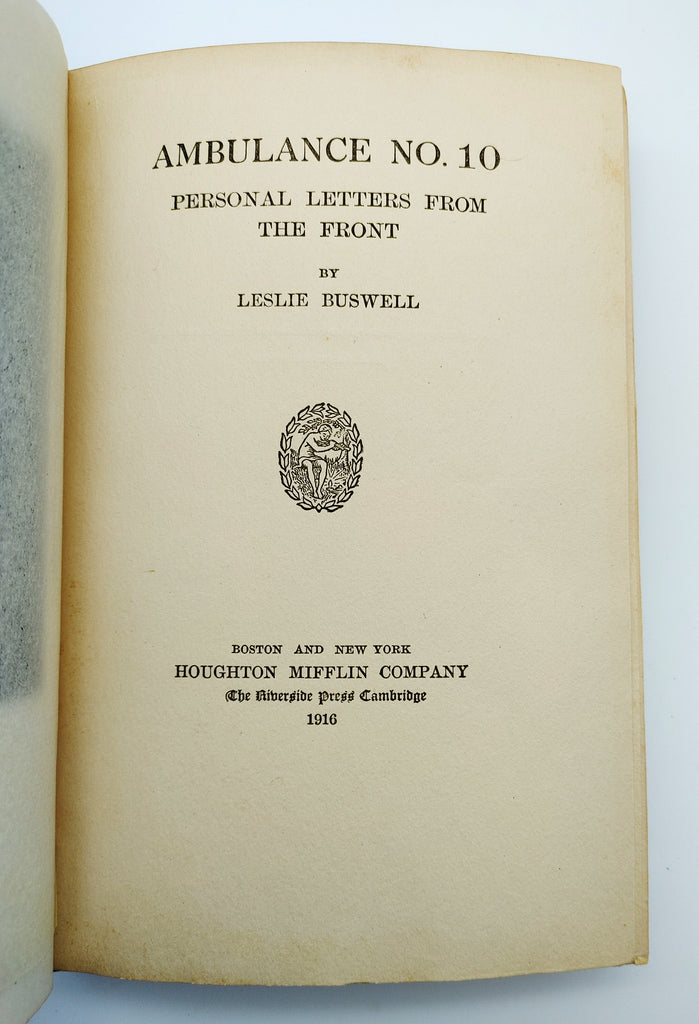 AMBULANCE NO. 10
PERSONAL LETTERS FROM
THE FRONT
BY
LESLIE BUSWELL
BOSTON AND NEW YORK
HOUGHTON MIFFLIN COMPANY
The Riverside Press Cambridge
1916